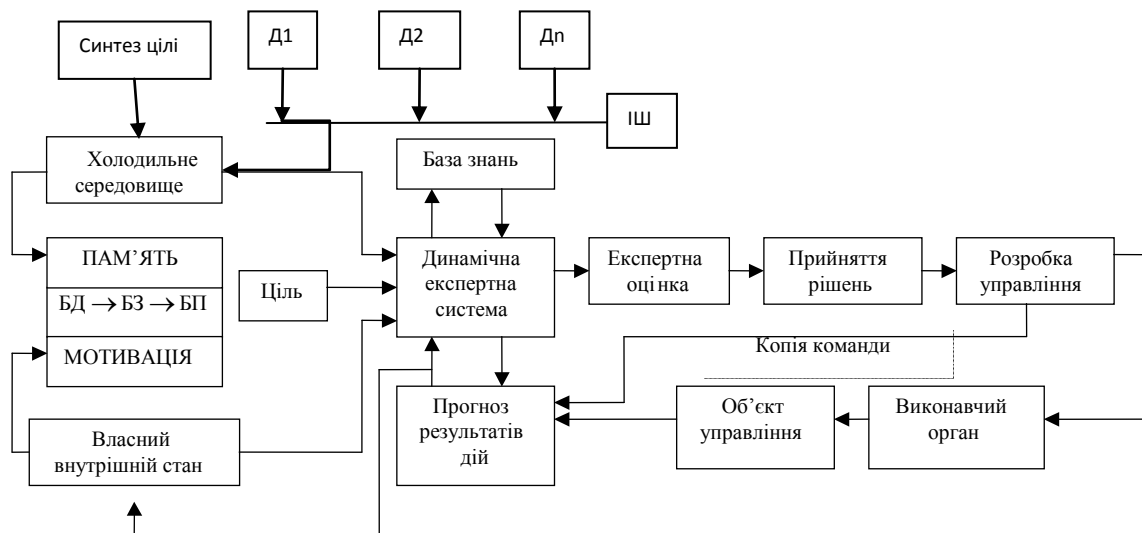 Синтез цілі
Д1
Д2
Дn
ІШ
Холодильне
середовище
База знань
ПАМ’ЯТЬ
БД → БЗ → БП
МОТИВАЦІЯ
Ціль
Динамічна
експертна
система
Експертна
оцінка
Прийняття
рішень
Розробка
управління
Копія команди
Власний
внутрішній стан
Прогноз
результатів
дій
Об’єкт
управління
Виконавчий
орган